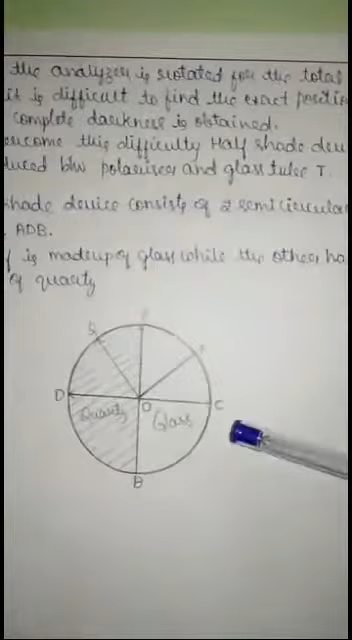 the analyzer is rotated for the total
it is difficult to find the exact positio
complete darkness is obtained.
ercome this difficulty Half shade dev
duced b/w polariser and glass tube T.
shade device consists of 2 semicircular
. ADB.
f is madeup of glass while the other ha
of quartz
D
Quartz
O
Glass
C
B